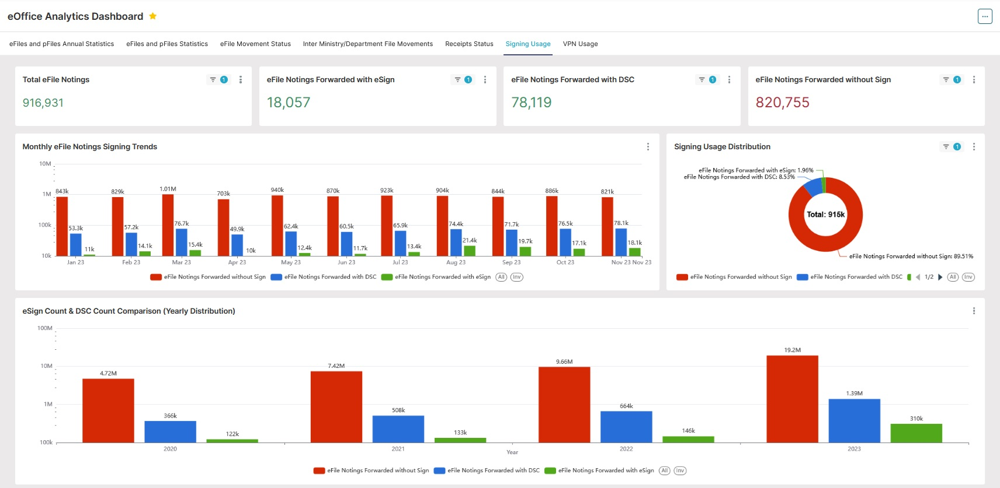 eOffice Analytics Dashboard
...
eFiles and pFiles Annual Statistics eFiles and pFiles Statistics eFile Movement Status Inter Ministry/Department File Movements Receipts Status Signing Usage VPN Usage
Total eFile Notings 1
916,931
eFile Notings Forwarded with eSign 1
18,057
eFile Notings Forwarded with DSC 1
78,119
eFile Notings Forwarded without Sign 1
820,755
Monthly eFile Notings Signing Trends
10M
1M
100k
10k
843k 829k 1.01M 703k 940k 870k 923k 904k 844k 886k 821k
53.3k 57.2k 76.7k 49.9k 62.4k 60.5k 65.9k 74.4k 71.7k 76.5k 78.1k
11k 14.1k 15.4k 10k 12.4k 11.7k 13.4k 21.4k 19.7k 17.1k 18.1k
Jan 23 Feb 23 Mar 23 Apr 23 May 23 Jun 23 Jul 23 Aug 23 Sep 23 Oct 23 Nov 23 Nov 23
eFile Notings Forwarded without Sign eFile Notings Forwarded with DSC eFile Notings Forwarded with eSign All Inv
Signing Usage Distribution 1
eFile Notings Forwarded with eSign: 1.96%
eFile Notings Forwarded with DSC: 8.53%
Total: 915k
eFile Notings Forwarded without Sign: 89.51%
eFile Notings Forwarded without Sign eFile Notings Forwarded with DSC 1/2 All Inv
eSign Count & DSC Count Comparison (Yearly Distribution)
100M
10M
1M
100k
4.72M 366k 122k
7.42M 508k 133k
9.66M 664k 146k
19.2M 1.39M 310k
2020 2021 2022 2023
Year
eFile Notings Forwarded without Sign eFile Notings Forwarded with DSC eFile Notings Forwarded with eSign All Inv